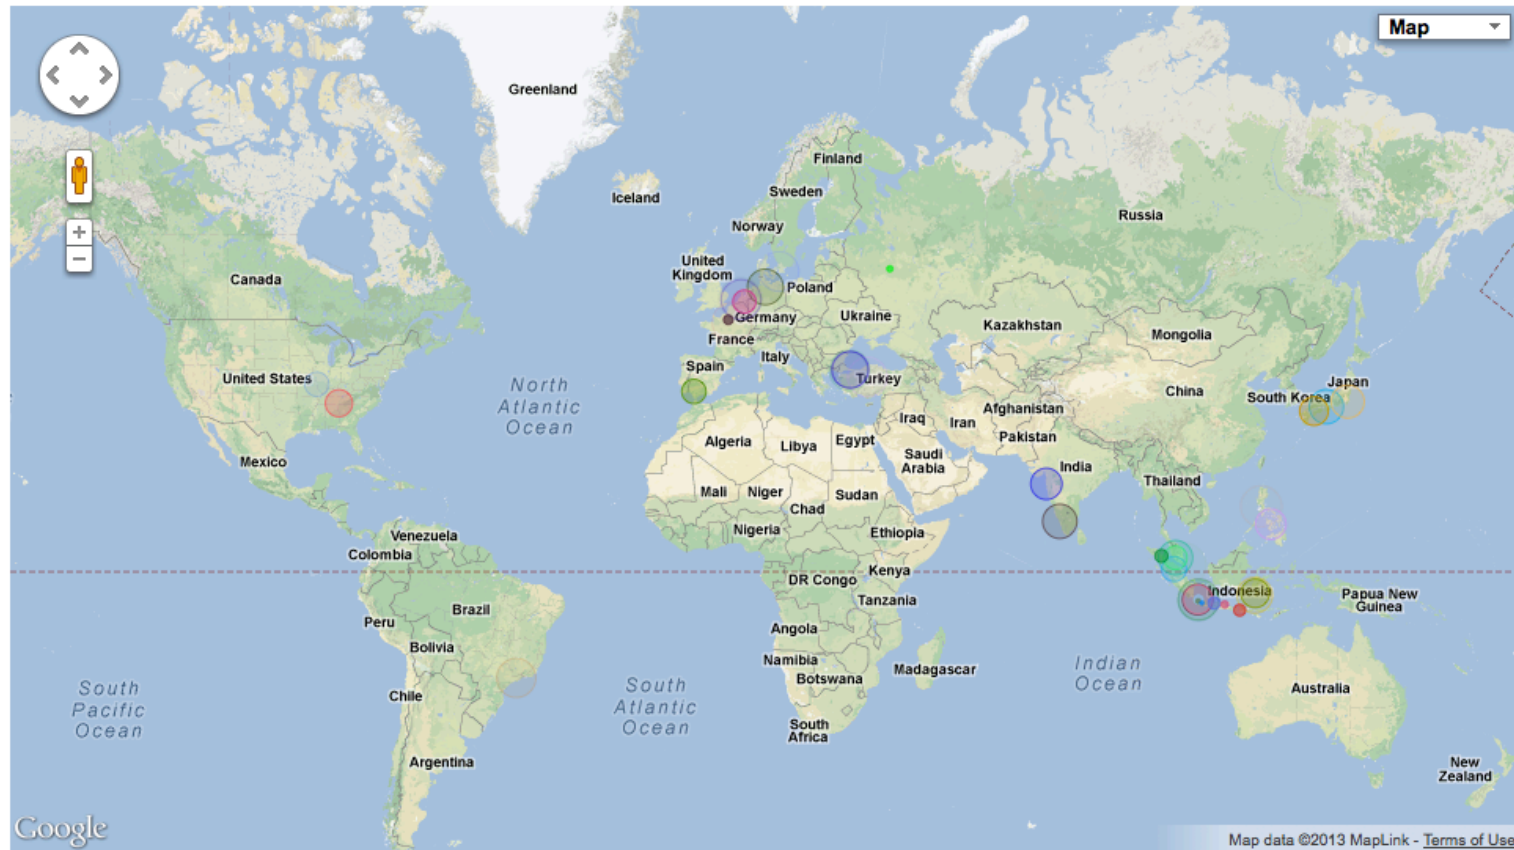 Map
Greenland
Finland
Iceland
Sweden
Russia
Norway
+
−
United
Kingdom
Canada
Poland
Germany
Ukraine
Kazakhstan
Mongolia
France
Italy
Spain
United States
Turkey
Japan
China
South Korea
North
Atlantic
Ocean
Afghanistan
Iraq
Iran
Pakistan
Algeria
Libya
Egypt
Saudi
Arabia
Mexico
India
Thailand
Mali
Niger
Sudan
Chad
Nigeria
Ethiopia
Venezuela
Colombia
Kenya
DR Congo
Indonesia
Papua New
Guinea
Tanzania
Brazil
Peru
Angola
Bolivia
Namibia
Madagascar
Botswana
Indian
Ocean
Australia
South
Pacific
Ocean
Chile
South
Atlantic
Ocean
South
Africa
Argentina
New
Zealand
Google
Map data ©2013 MapLink - Terms of Use